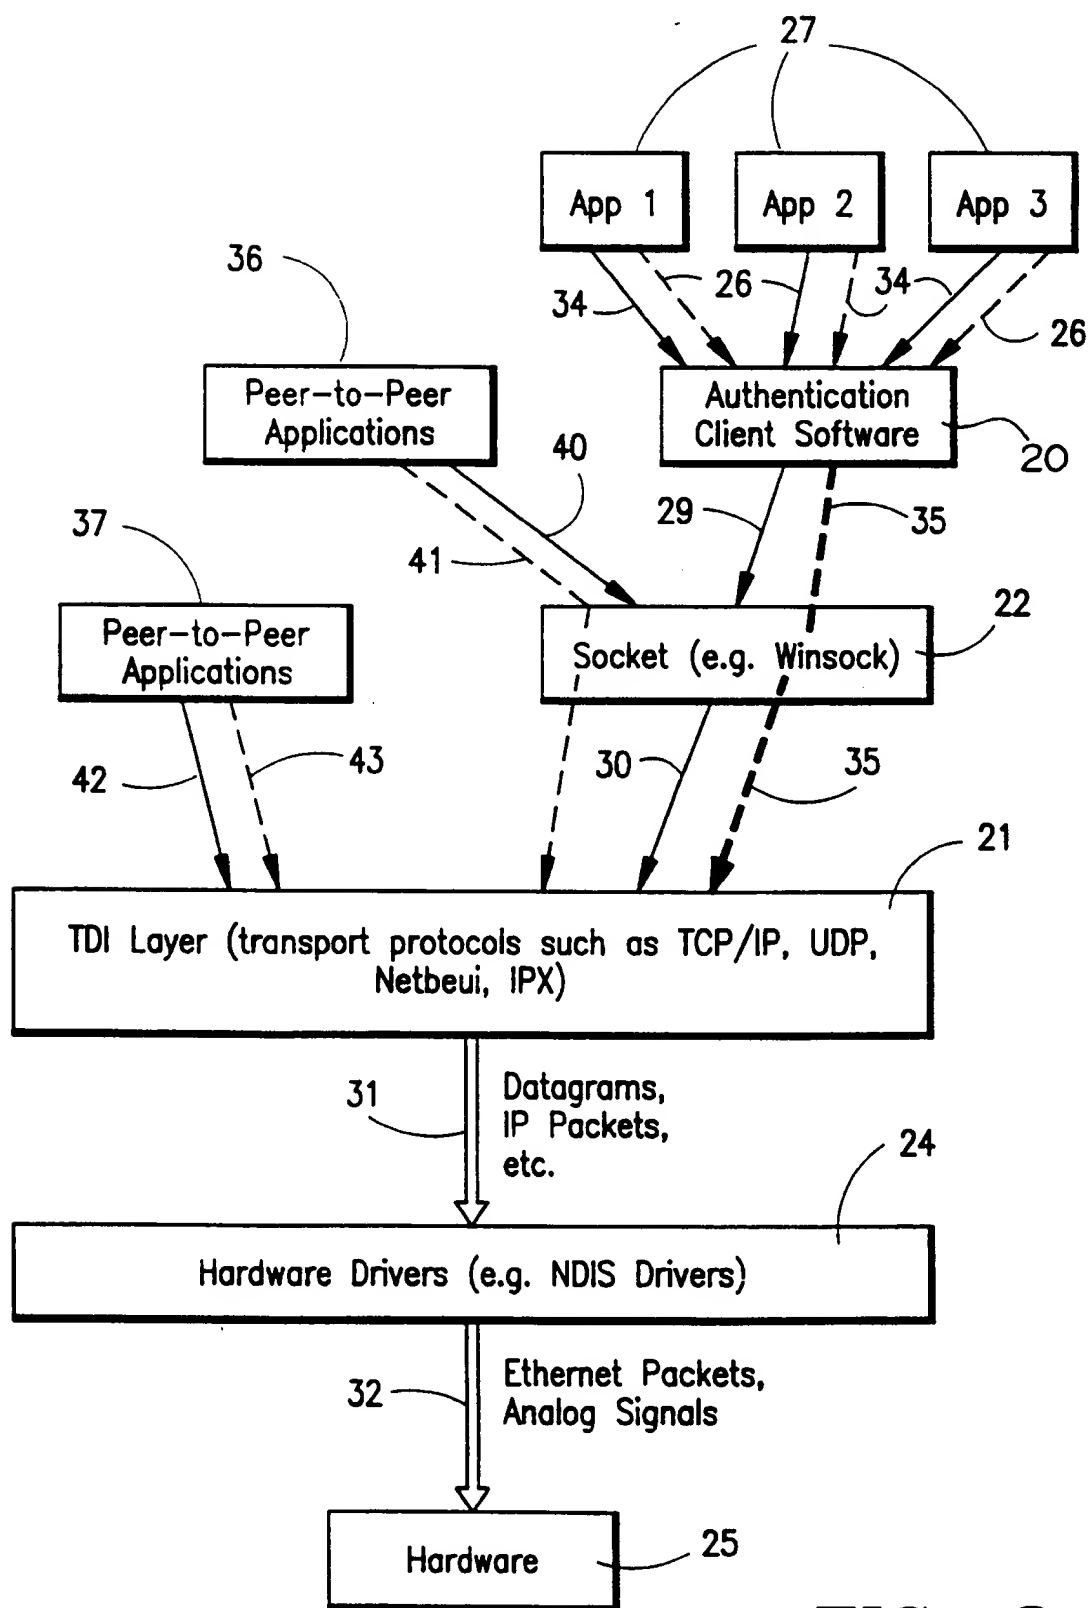 27
App 1
App 2
App 3
36
34
26
34
26
Peer-to-Peer
Applications
Authentication
Client Software
20
40
29
35
37
41
Peer-to-Peer
Applications
22
Socket (e.g. Winsock)
42
43
30
35
21
TDI Layer (transport protocols such as TCP/IP, UDP,
Netbeui, IPX)
31
Datagrams,
IP Packets,
etc.
24
Hardware Drivers (e.g. NDIS Drivers)
32
Ethernet Packets,
Analog Signals
Hardware
25